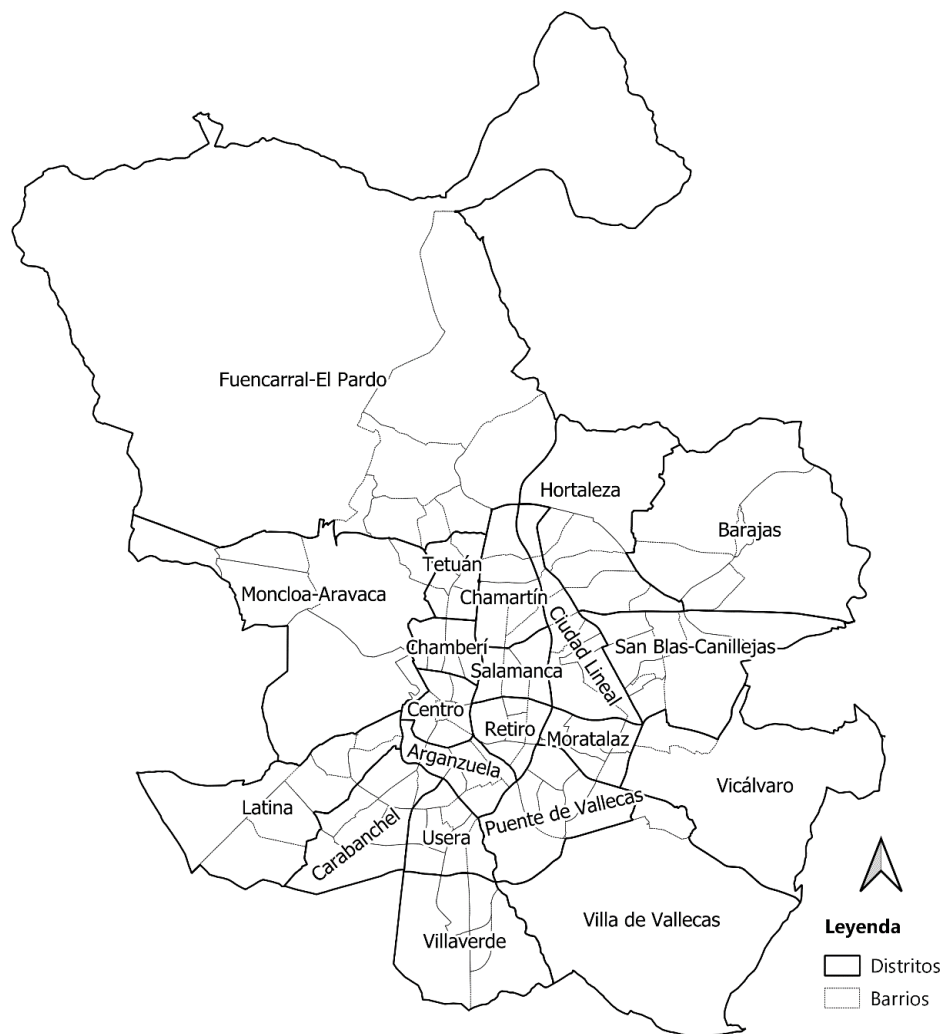 Fuencarral-El Pardo
Hortaleza
Barajas
Tetuán
Moncloa-Aravaca
Chamartín
Ciudad Lineal
Chamberí
San Blas-Canillejas
Salamanca
Centro
Retiro
Moratalaz
Arganzuela
Vicálvaro
Latina
Puente de Vallecas
Carabanchel
Usera
Villa de Vallecas
Villaverde
Leyenda
Distritos
Barrios